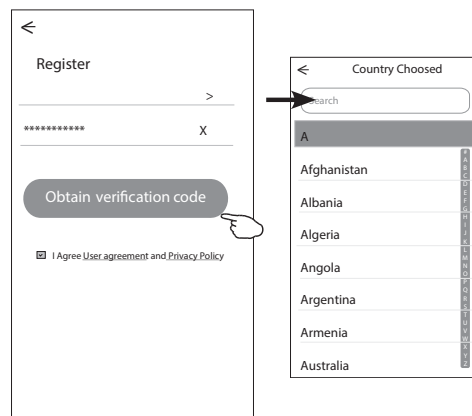 Register
>
***********
X
Obtain verification code
I Agree User agreement and Privacy Policy
Country Choosed
Search
A
Afghanistan
Albania
Algeria
Angola
Argentina
Armenia
Australia
#
A
B
C
D
E
F
G
H
I
J
K
L
M
N
O
P
Q
R
S
T
U
V
W
X
Y
Z